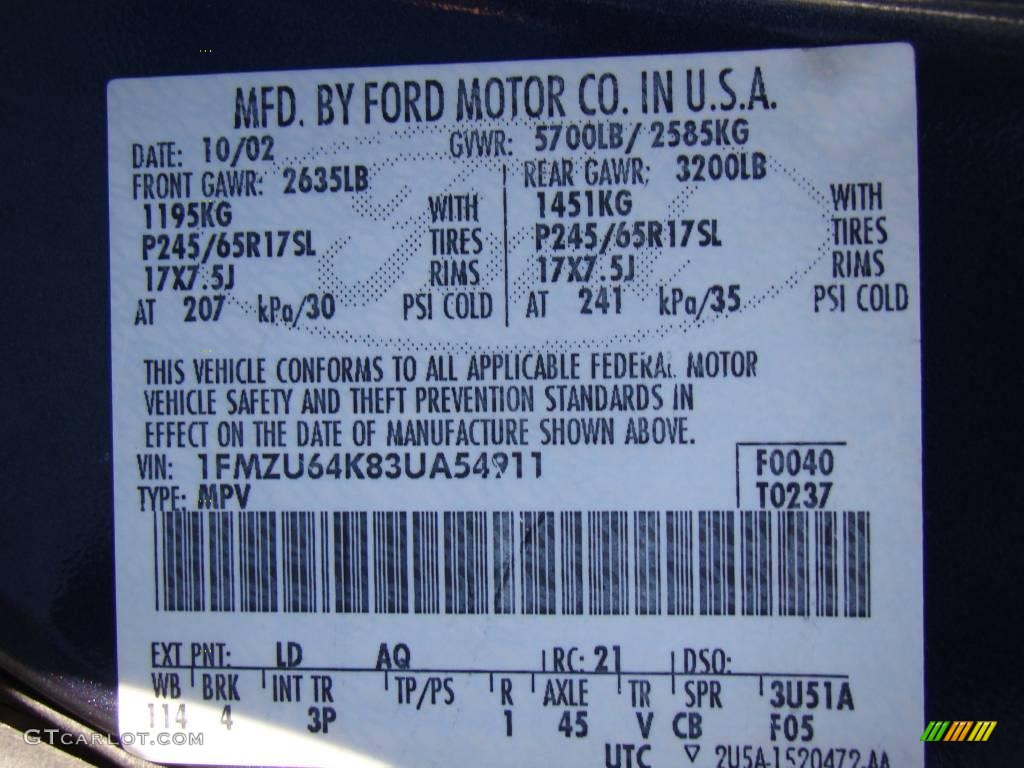 MFD. BY FORD MOTOR CO. IN U.S.A.
DATE: 10/02 GVWR: 5700LB/ 2585KG
FRONT GAWR: 2635LB REAR GAWR: 3200LB
1195KG WITH 1451KG WITH
P245/65R17SL TIRES P245/65R17SL TIRES
17X7.5J RIMS 17X7.5J RIMS
AT 207 kPa/30 PSI COLD AT 241 kPa/35 PSI COLD
THIS VEHICLE CONFORMS TO ALL APPLICABLE FEDERAL MOTOR
VEHICLE SAFETY AND THEFT PREVENTION STANDARDS IN
EFFECT ON THE DATE OF MANUFACTURE SHOWN ABOVE.
VIN: 1FMZU64K83UA54911 F0040
TYPE: MPV T0237
EXT PNT: LD AQ RC: 21 DSO:
WB BRK INT TR TP/PS R AXLE TR SPR 3U51A
114 4 3P 1 45 V CB F05
UTC ▽ 2U5A-1520472-AA
GTcarlot.com